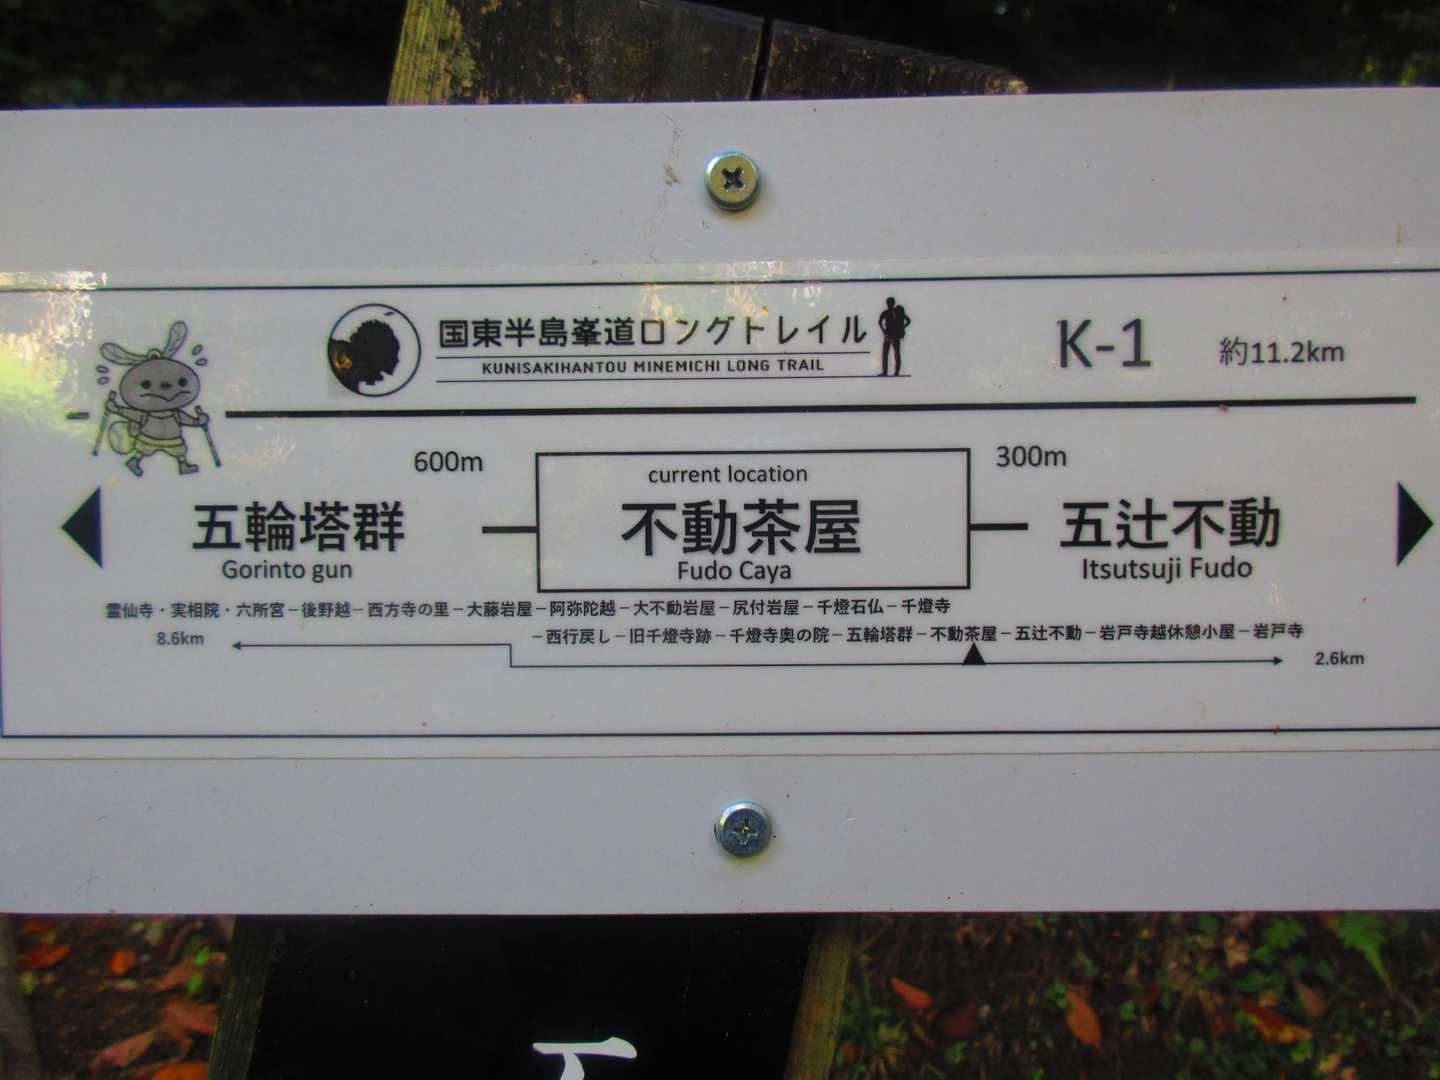 国東半島峯道ロングトレイル
KUNISAKIHANTOU MINEMICHI LONG TRAIL
K-1 約11.2km
600m
current location
300m
五輪塔群
Gorinto gun
不動茶屋
Fudo Caya
五辻不動
Itsutsuji Fudo
霊仙寺・実相院・六所宮－後野越－西方寺の里－大藤岩屋－阿弥陀越－大不動岩屋－尻付岩屋－千燈石仏－千燈寺
－西行戻し－旧千燈寺跡－千燈寺奥の院－五輪塔群－不動茶屋－五辻不動－岩戸寺越休憩小屋－岩戸寺
8.6km
2.6km